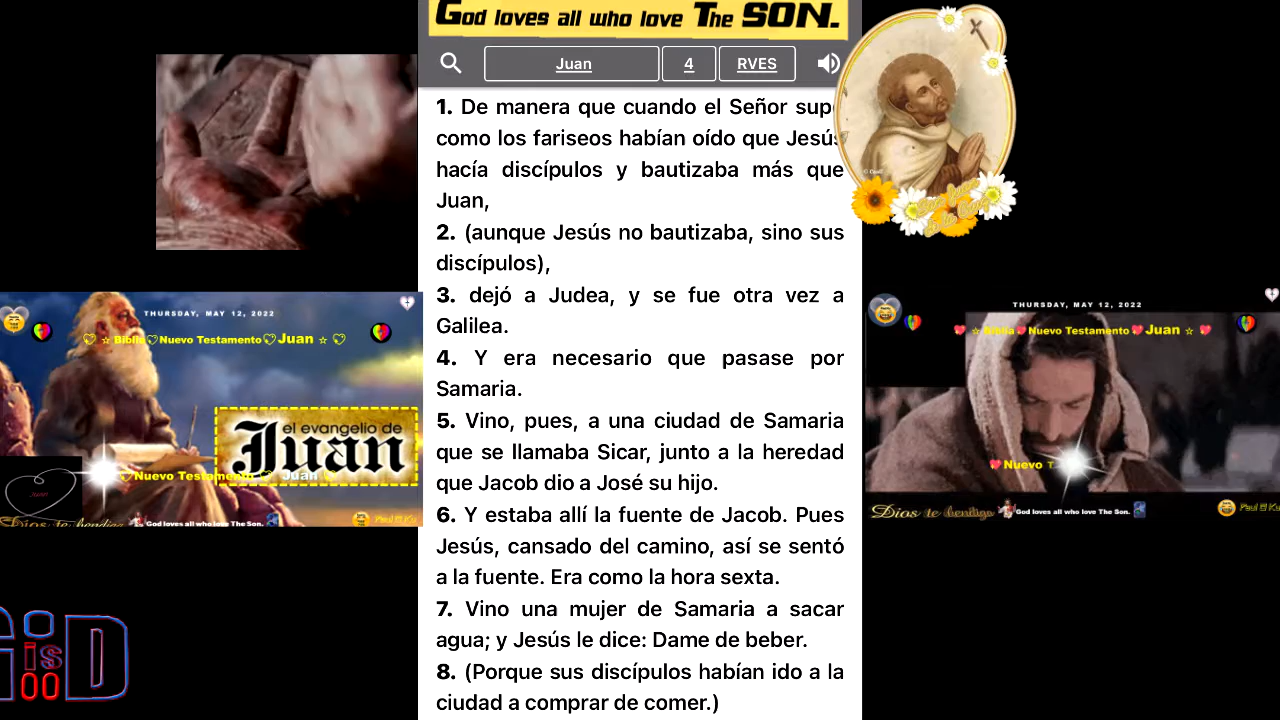 God loves all who love The SON.
Juan 4 RVES
1. De manera que cuando el Señor supo
como los fariseos habían oído que Jesús
hacía discípulos y bautizaba más que
Juan,
2. (aunque Jesús no bautizaba, sino sus
discípulos),
3. dejó a Judea, y se fue otra vez a
Galilea.
4. Y era necesario que pasase por
Samaria.
5. Vino, pues, a una ciudad de Samaria
que se llamaba Sicar, junto a la heredad
que Jacob dio a José su hijo.
6. Y estaba allí la fuente de Jacob. Pues
Jesús, cansado del camino, así se sentó
a la fuente. Era como la hora sexta.
7. Vino una mujer de Samaria a sacar
agua; y Jesús le dice: Dame de beber.
8. (Porque sus discípulos habían ido a la
ciudad a comprar de comer.)
THURSDAY, MAY 12, 2022
Biblia Nuevo Testamento Juan
el evangelio de
Juan
Nuevo Testamento Juan
Dios te bendiga
God loves all who love The Son.
Paul El
GisD
THURSDAY, MAY 12, 2022
Biblia Nuevo Testamento Juan
Nuevo T
Dios te bendiga
God loves all who love The Son.
Paul El